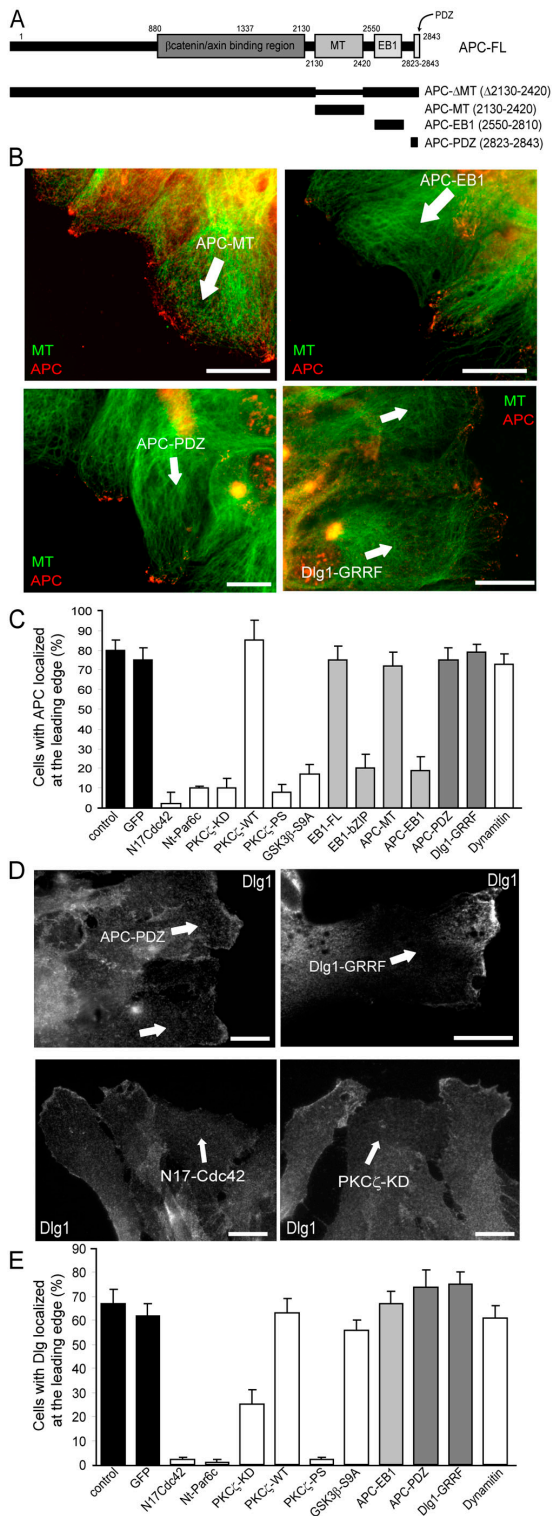 A
PDZ
880 1337 2130 2550 2843
1
βcatenin/axin binding region MT EB1 APC-FL
2130 2420 2823-2843
APC-ΔMT (Δ2130-2420)
APC-MT (2130-2420)
APC-EB1 (2550-2810)
APC-PDZ (2823-2843)
B
APC-MT
MT
APC
APC-EB1
MT
APC
APC-PDZ
MT
APC
MT
APC
Dlg1-GRRF
C
Cells with APC localized
at the leading edge (%)
100
90
80
70
60
50
40
30
20
10
0
control
GFP
N17Cdc42
Nt-Par6c
PKCζ-KD
PKCζ-WT
PKCζ-PS
GSK3β-S9A
EB1-FL
EB1-bZIP
APC-MT
APC-EB1
APC-PDZ
Dlg1-GRRF
Dynamitin
D
Dlg1
APC-PDZ
Dlg1
Dlg1-GRRF
N17-Cdc42
Dlg1
PKCζ-KD
Dlg1
E
Cells with Dlg localized
at the leading edge (%)
90
80
70
60
50
40
30
20
10
0
control
GFP
N17Cdc42
Nt-Par6c
PKCζ-KD
PKCζ-WT
PKCζ-PS
GSK3β-S9A
APC-EB1
APC-PDZ
Dlg1-GRRF
Dynamitin